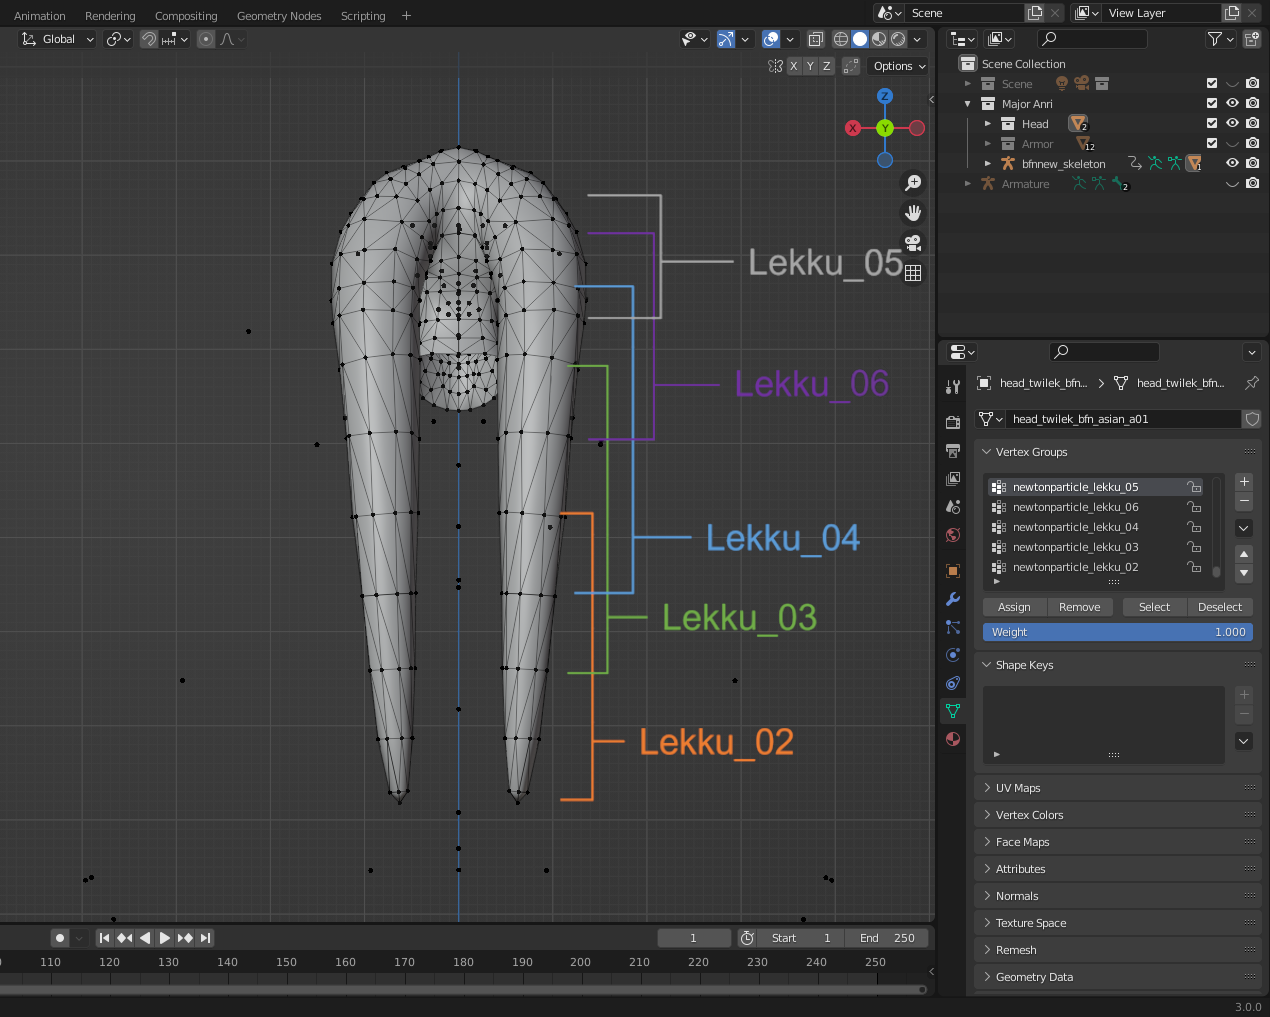 Animation Rendering Compositing Geometry Nodes Scripting +
Scene View Layer
Global
X Y Z Options
Z
X Y
Scene Collection
Scene
Major Anri
Head 2
Armor 12
bfnnew_skeleton 1
Armature 2
Lekku_05
Lekku_06
Lekku_04
Lekku_03
Lekku_02
head_twilek_bfn... > head_twilek_bfn...
head_twilek_bfn_asian_a01
Vertex Groups
newtonparticle_lekku_05
newtonparticle_lekku_06
newtonparticle_lekku_04
newtonparticle_lekku_03
newtonparticle_lekku_02
Assign Remove Select Deselect
Weight 1.000
Shape Keys
UV Maps
Vertex Colors
Face Maps
Attributes
Normals
Texture Space
Remesh
Geometry Data
1 Start 1 End 250
110 120 130 140 150 160 170 180 190 200 210 220 230 240 250
3.0.0